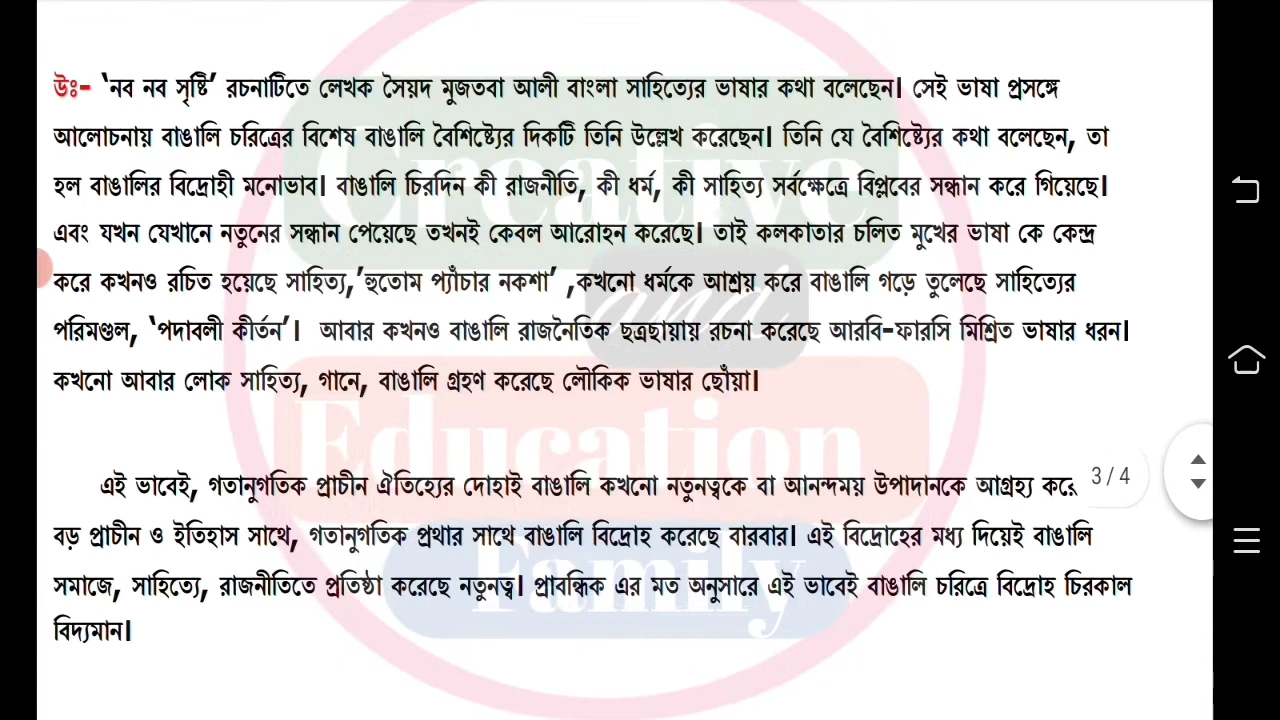 উঃ- 'নব নব সৃষ্টি' রচনাটিতে লেখক সৈয়দ মুজতবা আলী বাংলা সাহিত্যের ভাষার কথা বলেছেন। সেই ভাষা প্রসঙ্গে
আলোচনায় বাঙালি চরিত্রের বিশেষ বাঙালি বৈশিষ্ট্যের দিকটি তিনি উল্লেখ করেছেন। তিনি যে বৈশিষ্ট্যের কথা বলেছেন, তা
হল বাঙালির বিদ্রোহী মনোভাব। বাঙালি চিরদিন কী রাজনীতি, কী ধর্ম, কী সাহিত্য সর্বক্ষেত্রে বিপ্লবের সন্ধান করে গিয়েছে।
এবং যখন যেখানে নতুনের সন্ধান পেয়েছে তখনই কেবল আরোহন করেছে। তাই কলকাতার চলিত মুখের ভাষা কে কেন্দ্র
করে কখনও রচিত হয়েছে সাহিত্য,'হুতোম প্যাঁচার নকশা' ,কখনো ধর্মকে আশ্রয় করে বাঙালি গড়ে তুলেছে সাহিত্যের
পরিমণ্ডল, 'পদাবলী কীর্তন'। আবার কখনও বাঙালি রাজনৈতিক ছত্রছায়ায় রচনা করেছে আরবি-ফারসি মিশ্রিত ভাষার ধরন।
কখনো আবার লোক সাহিত্য, গানে, বাঙালি গ্রহণ করেছে লৌকিক ভাষার ছোঁয়া।
এই ভাবেই, গতানুগতিক প্রাচীন ঐতিহ্যের দোহাই বাঙালি কখনো নতুনত্বকে বা আনন্দময় উপাদানকে আগ্রহ্য করে
বড় প্রাচীন ও ইতিহাস সাথে, গতানুগতিক প্রথার সাথে বাঙালি বিদ্রোহ করেছে বারবার। এই বিদ্রোহের মধ্য দিয়েই বাঙালি
সমাজে, সাহিত্যে, রাজনীতিতে প্রতিষ্ঠা করেছে নতুনত্ব। প্রাবন্ধিক এর মত অনুসারে এই ভাবেই বাঙালি চরিত্রে বিদ্রোহ চিরকাল
বিদ্যমান।
3 / 4
Creative
and
Education
Family